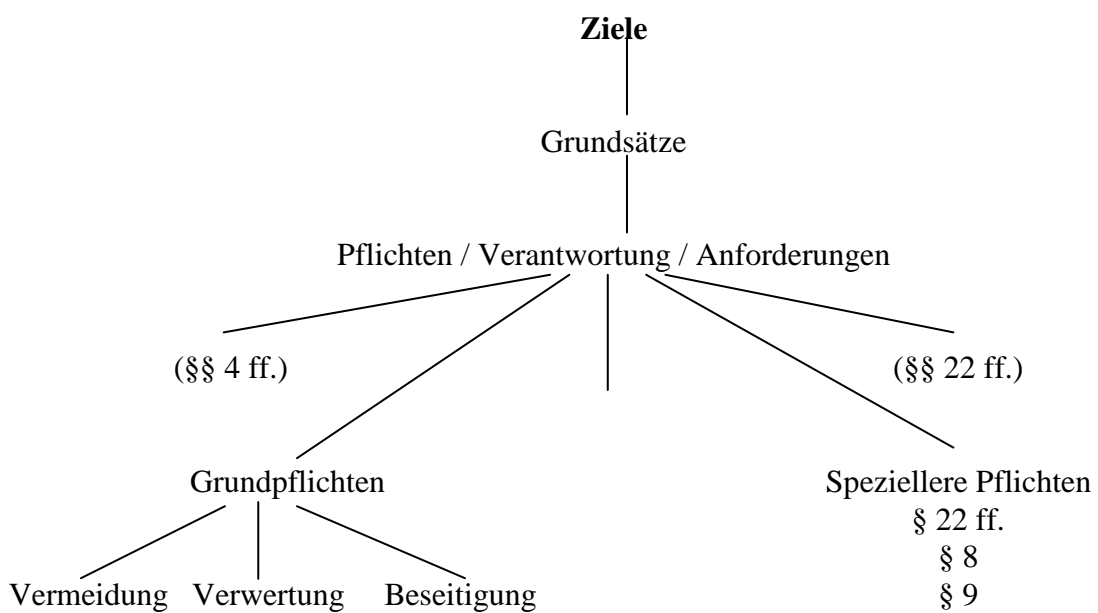 Ziele
Grundsätze
Pflichten / Verantwortung / Anforderungen
(§§ 4 ff.)
(§§ 22 ff.)
Grundpflichten
Speziellere Pflichten
§ 22 ff.
§ 8
§ 9
Vermeidung Verwertung Beseitigung